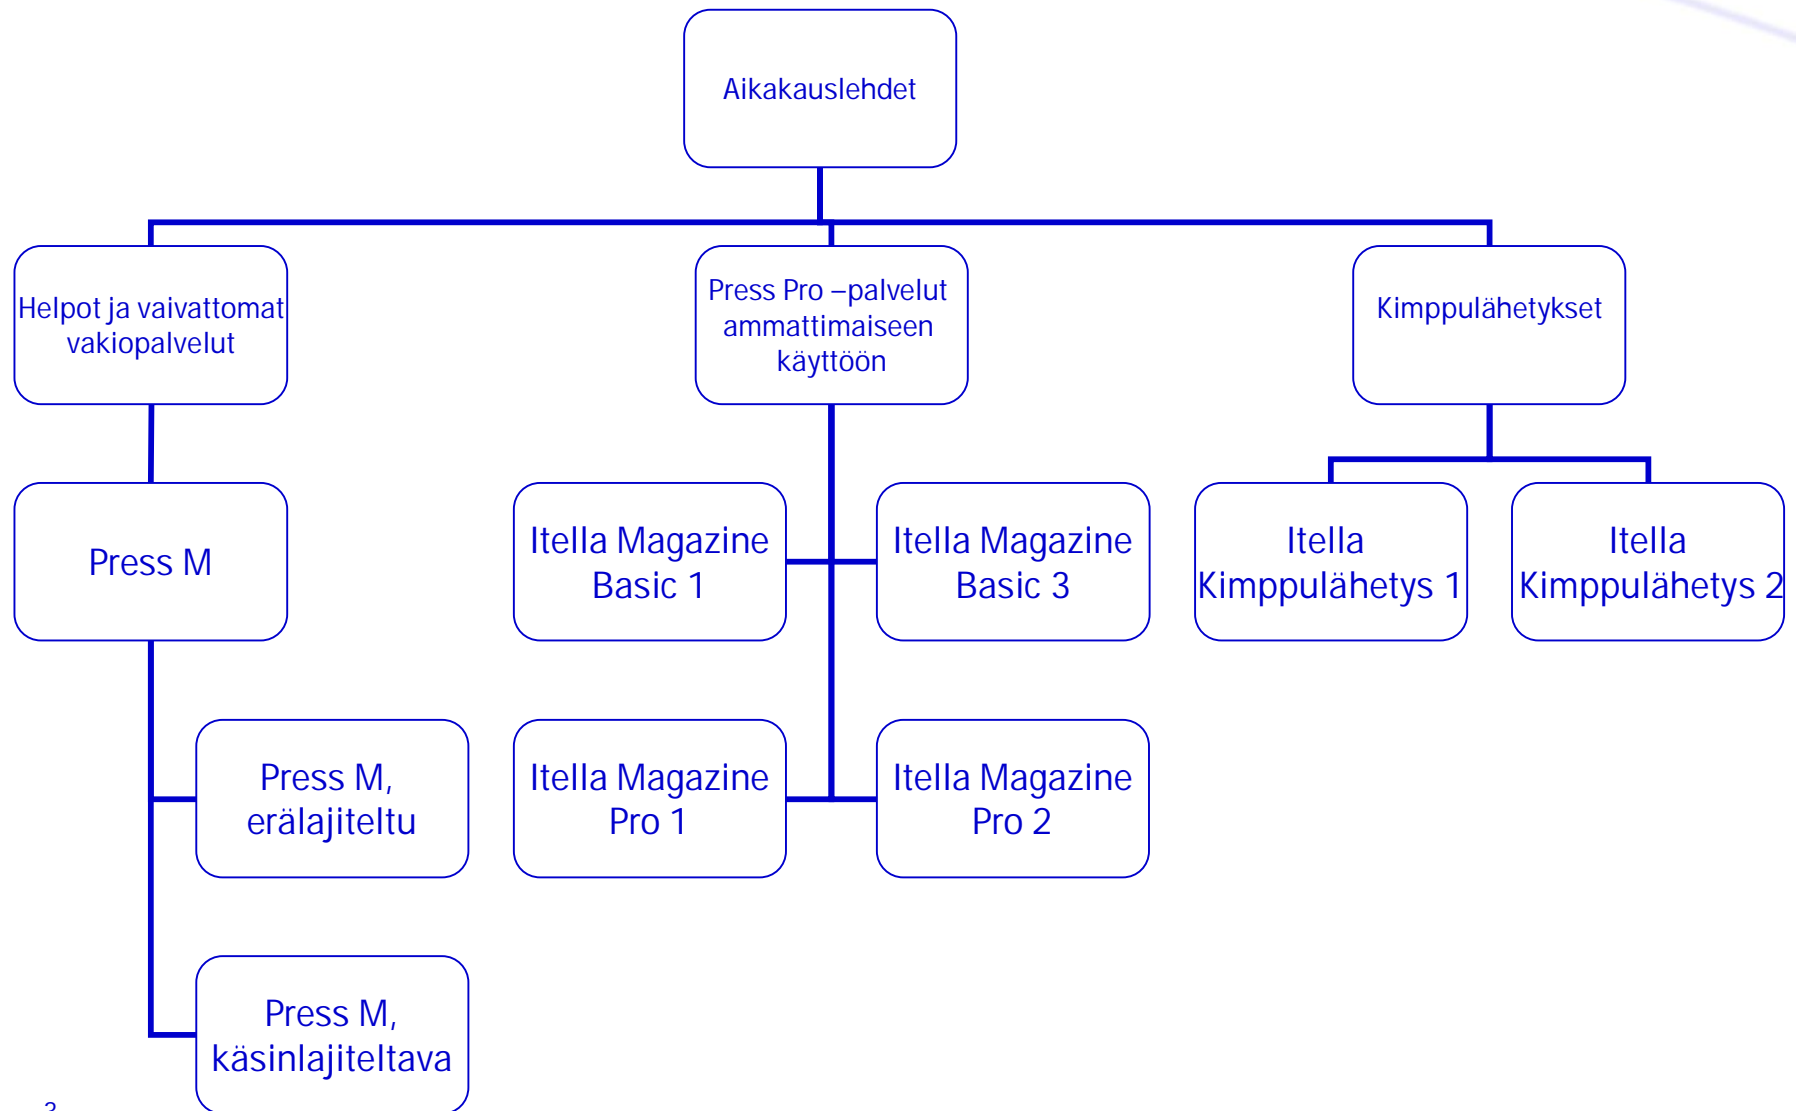 Aikakauslehdet
Helpot ja vaivattomat
vakiopalvelut
Press Pro –palvelut
ammattimaiseen
käyttöön
Kimppulähetykset
Press M
Itella Magazine
Basic 1
Itella Magazine
Basic 3
Itella
Kimppulähetys 1
Itella
Kimppulähetys 2
Press M,
erälajiteltu
Itella Magazine
Pro 1
Itella Magazine
Pro 2
Press M,
käsinlajiteltava